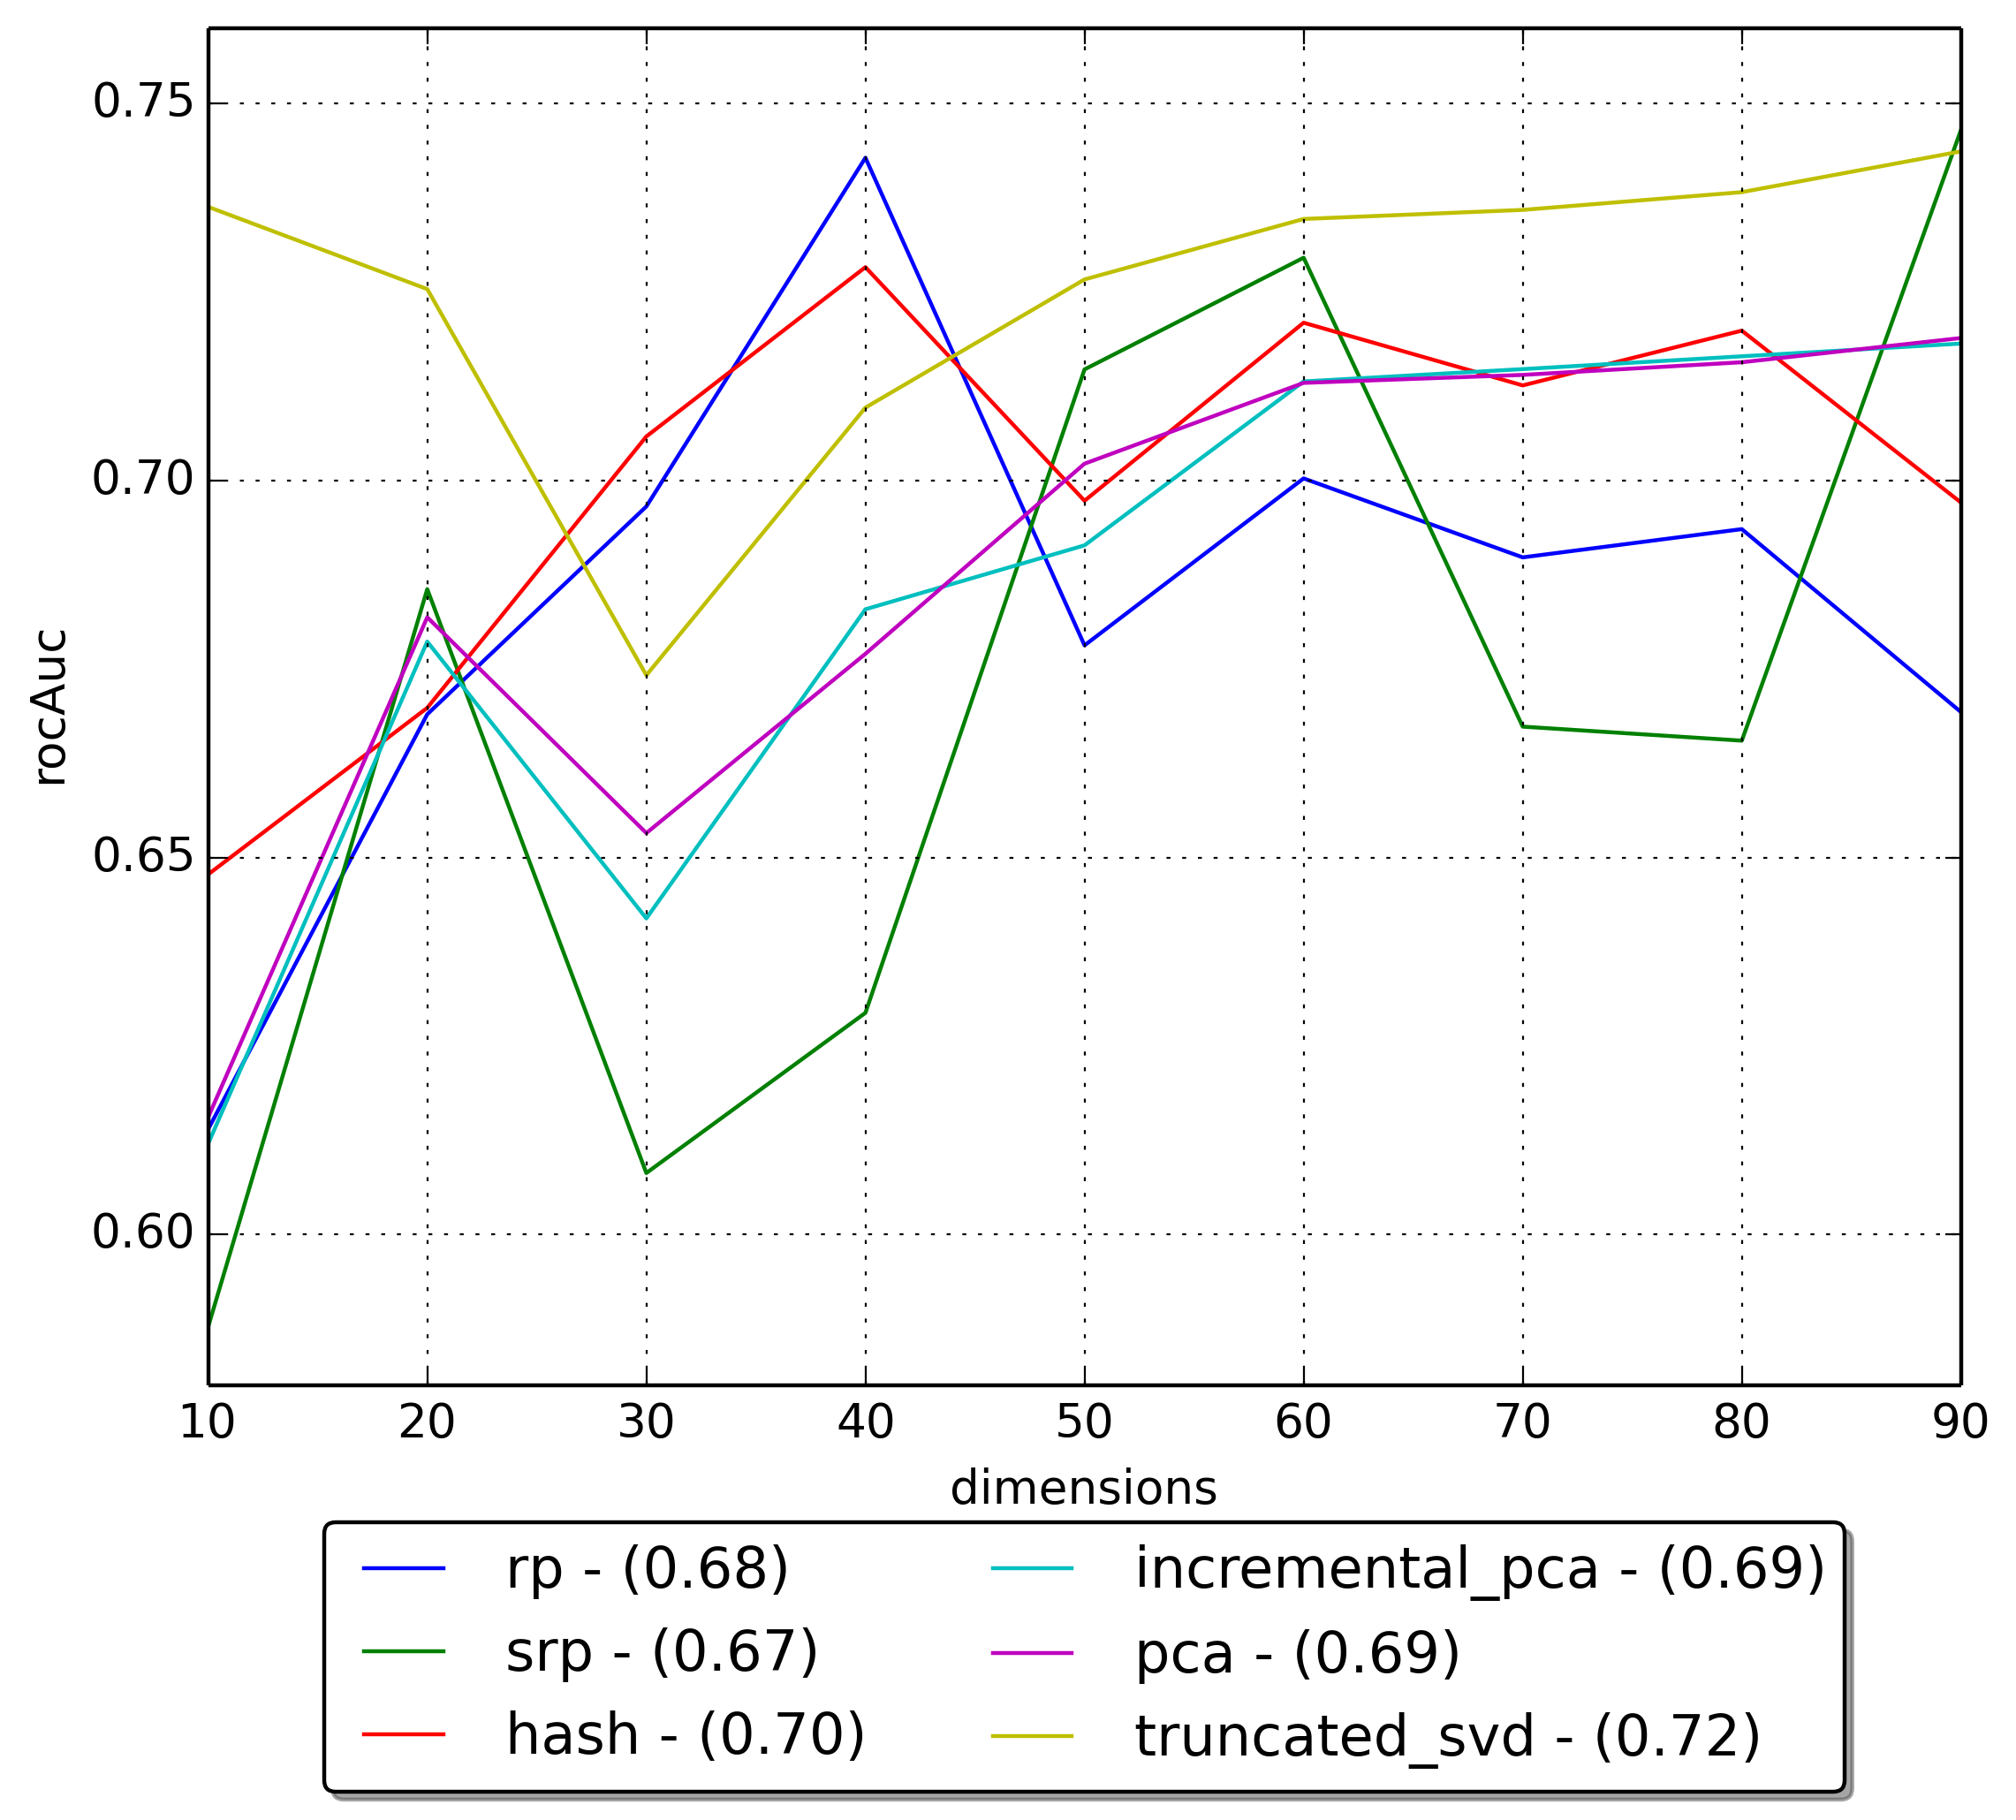 0.75
0.70
0.65
0.60
rocAuc
10 20 30 40 50 60 70 80 90
dimensions
rp - (0.68)
srp - (0.67)
hash - (0.70)
incremental_pca - (0.69)
pca - (0.69)
truncated_svd - (0.72)